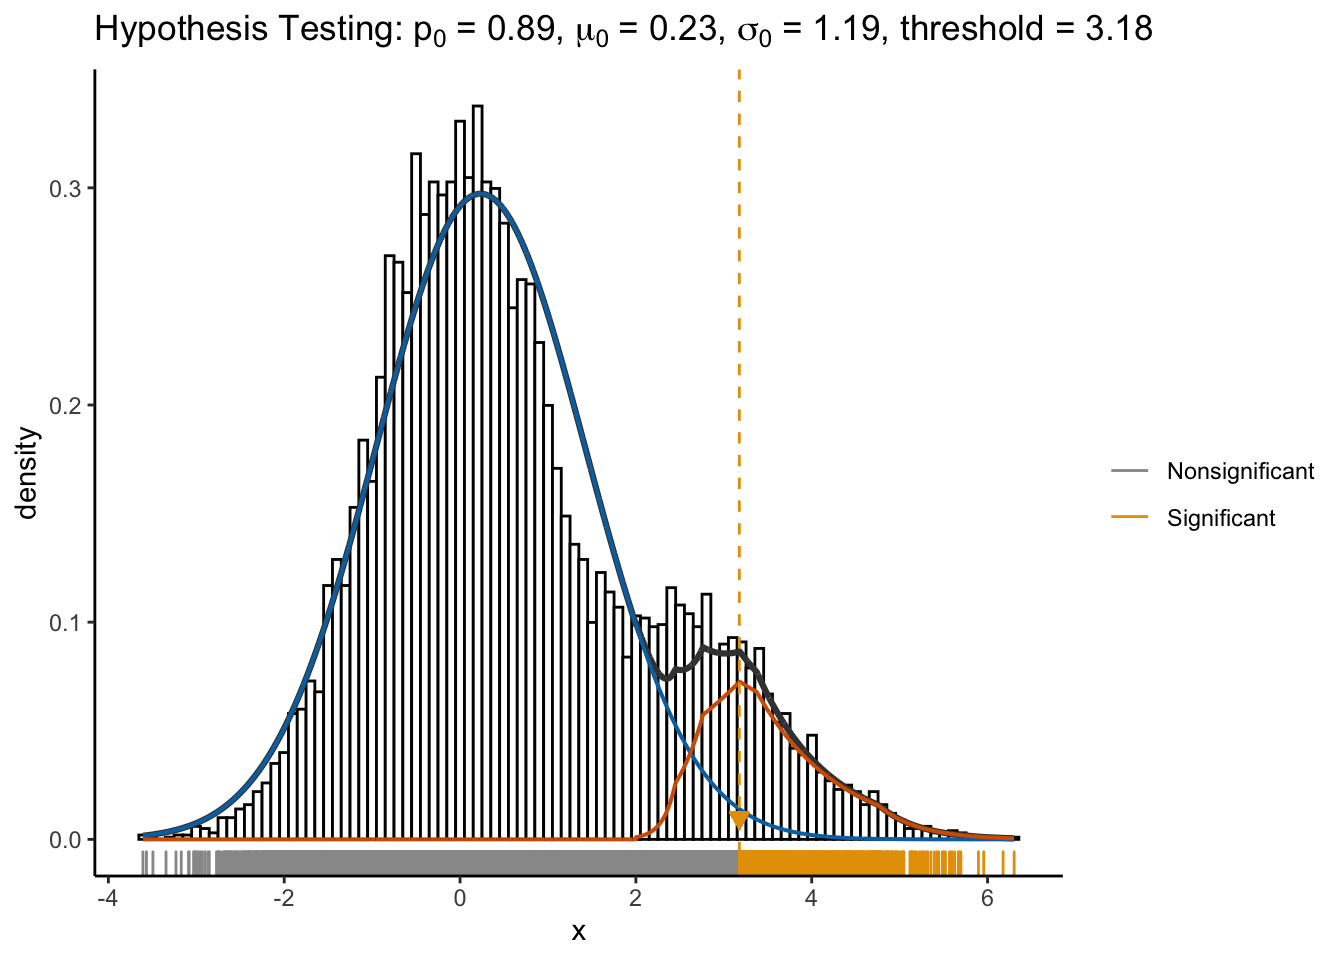 Hypothesis Testing: p₀ = 0.89, μ₀ = 0.23, σ₀ = 1.19, threshold = 3.18
density
0.3
0.2
0.1
0.0
-4 -2 0 2 4 6
x
Nonsignificant
Significant